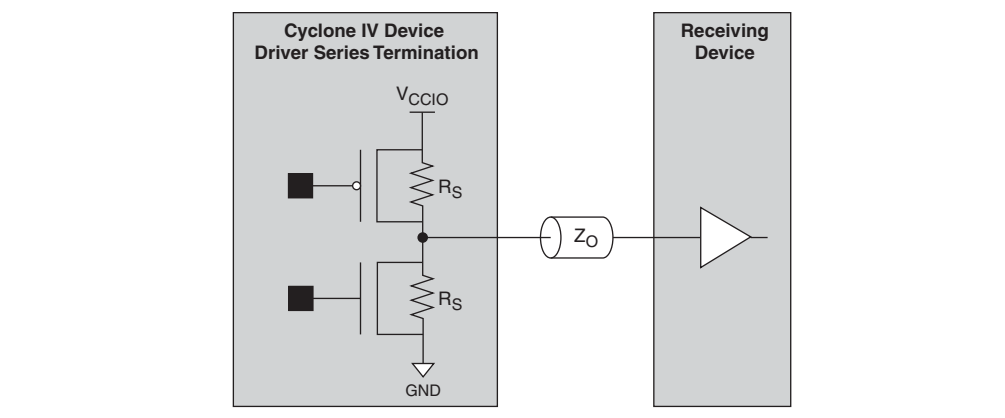 Cyclone IV Device
Driver Series Termination
Receiving
Device
VCCIO
RS
ZO
RS
GND